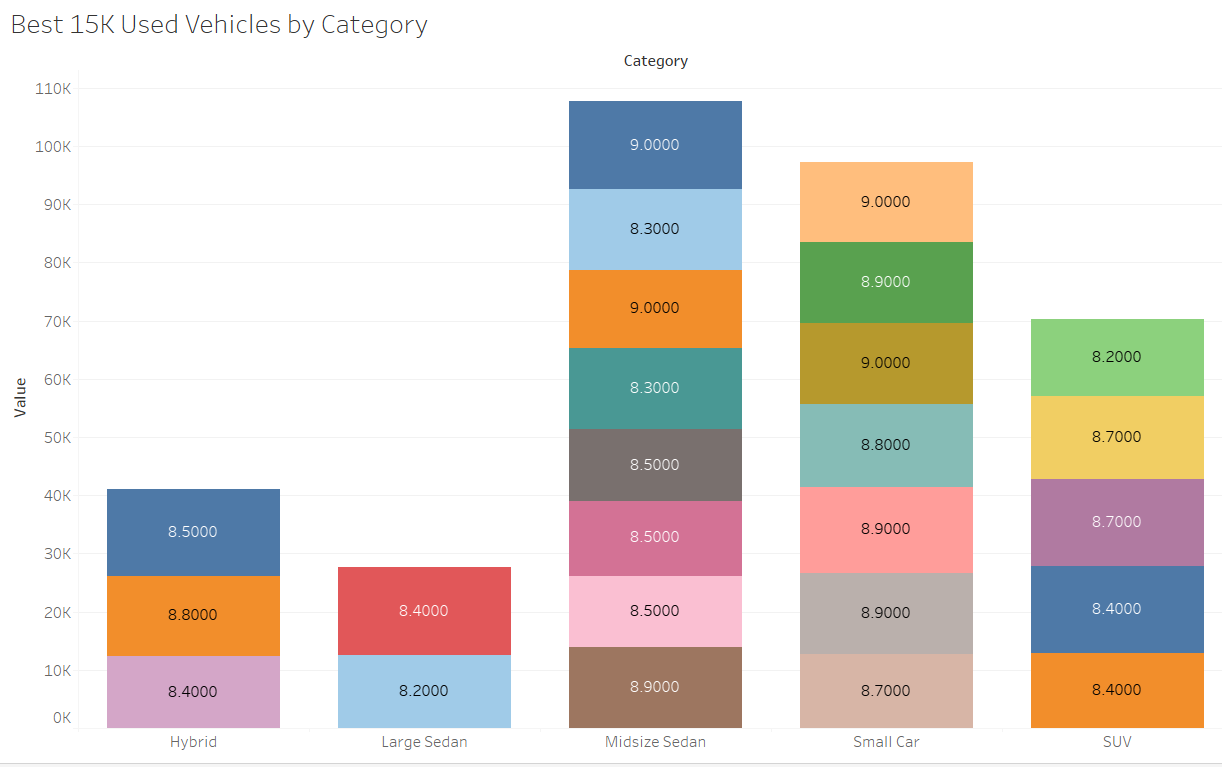 Best 15K Used Vehicles by Category
Category
110K
100K
90K
80K
70K
60K
50K
40K
30K
20K
10K
0K
Value
8.5000
8.8000
8.4000
8.4000
8.2000
9.0000
8.3000
9.0000
8.3000
8.5000
8.5000
8.5000
8.9000
9.0000
8.9000
9.0000
8.8000
8.9000
8.9000
8.7000
8.2000
8.7000
8.7000
8.4000
8.4000
Hybrid Large Sedan Midsize Sedan Small Car SUV